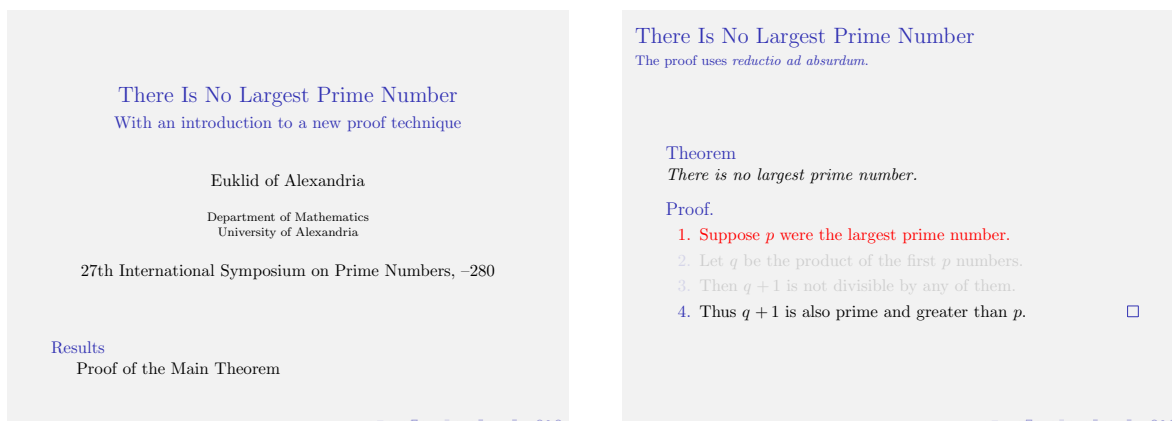 There Is No Largest Prime Number
With an introduction to a new proof technique
Euklid of Alexandria
Department of Mathematics
University of Alexandria
27th International Symposium on Prime Numbers, –280
Results
Proof of the Main Theorem
There Is No Largest Prime Number
The proof uses reductio ad absurdum.
Theorem
There is no largest prime number.
Proof.
1. Suppose p were the largest prime number.
2. Let q be the product of the first p numbers.
3. Then q + 1 is not divisible by any of them.
4. Thus q + 1 is also prime and greater than p. □